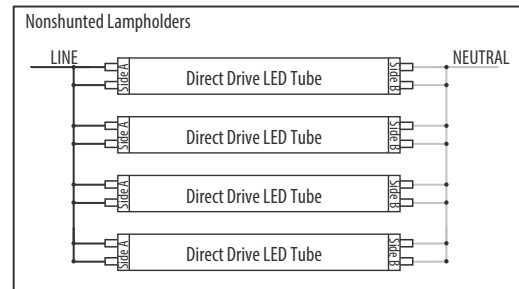 Nonshunted Lampholders
LINE
NEUTRAL
Side A
Direct Drive LED Tube
Side B
Side A
Direct Drive LED Tube
Side B
Side A
Direct Drive LED Tube
Side B
Side A
Direct Drive LED Tube
Side B